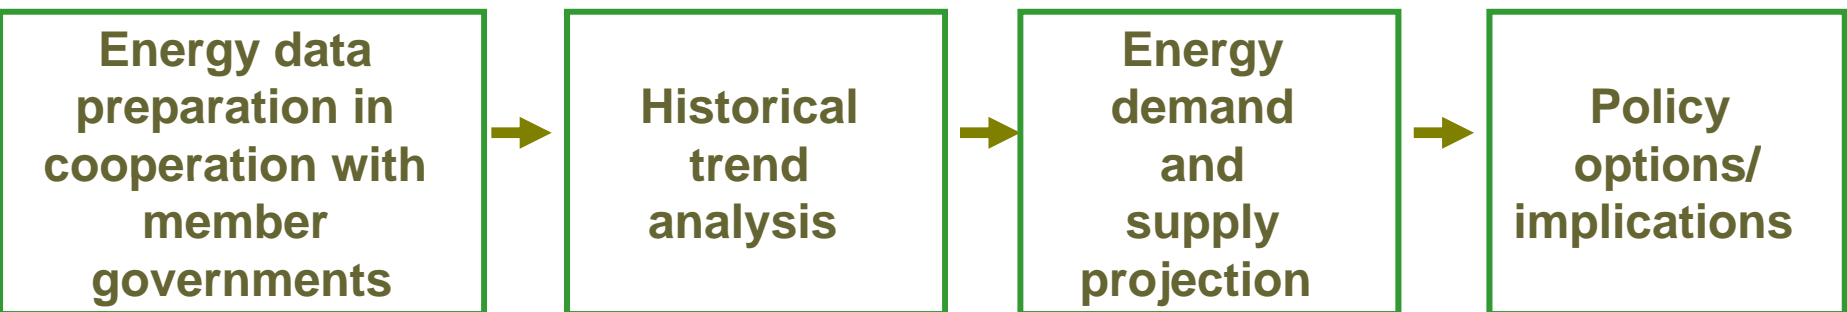 Energy data
preparation in
cooperation with
member
governments
Historical
trend
analysis
Energy
demand
and
supply
projection
Policy
options/
implications